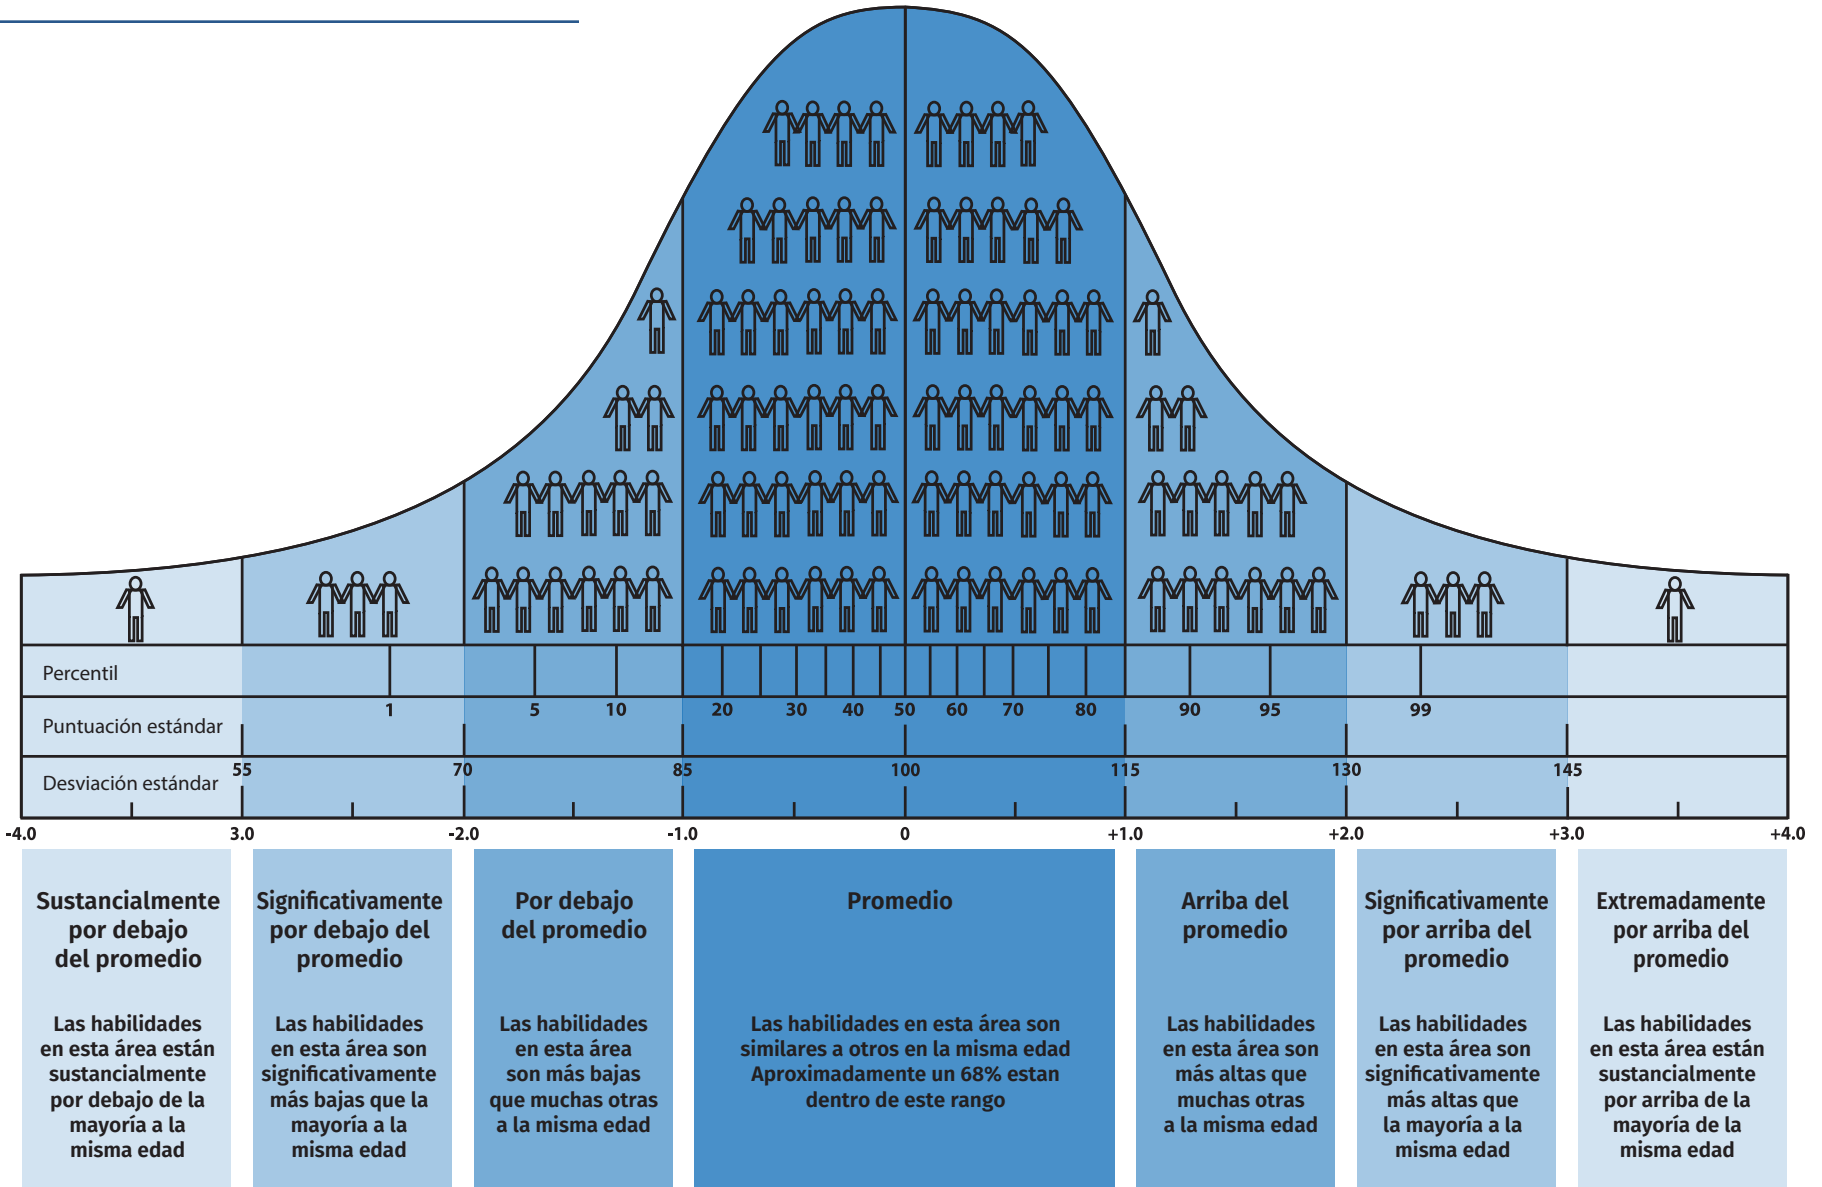 Percentil
1 5 10 20 30 40 50 60 70 80 90 95 99
Puntuación estándar
55 70 85 100 115 130 145
Desviación estándar
-4.0 3.0 -2.0 -1.0 0 +1.0 +2.0 +3.0 +4.0
Sustancialmente
por debajo
del promedio
Las habilidades
en esta área están
sustancialmente
por debajo de la
mayoría a la
misma edad
Significativamente
por debajo del
promedio
Las habilidades
en esta área son
significativamente
más bajas que la
mayoría a la
misma edad
Por debajo
del promedio
Las habilidades
en esta área
son más bajas
que muchas otras
a la misma edad
Promedio
Las habilidades en esta área son
similares a otros en la misma edad
Aproximadamente un 68% estan
dentro de este rango
Arriba del
promedio
Las habilidades
en esta área son
más altas que
muchas otras
a la misma edad
Significativamente
por arriba del
promedio
Las habilidades
en esta área son
significativamente
más altas que
la mayoría a la
misma edad
Extremadamente
por arriba del
promedio
Las habilidades
en esta área están
sustancialmente
por arriba de la
mayoría de la
misma edad